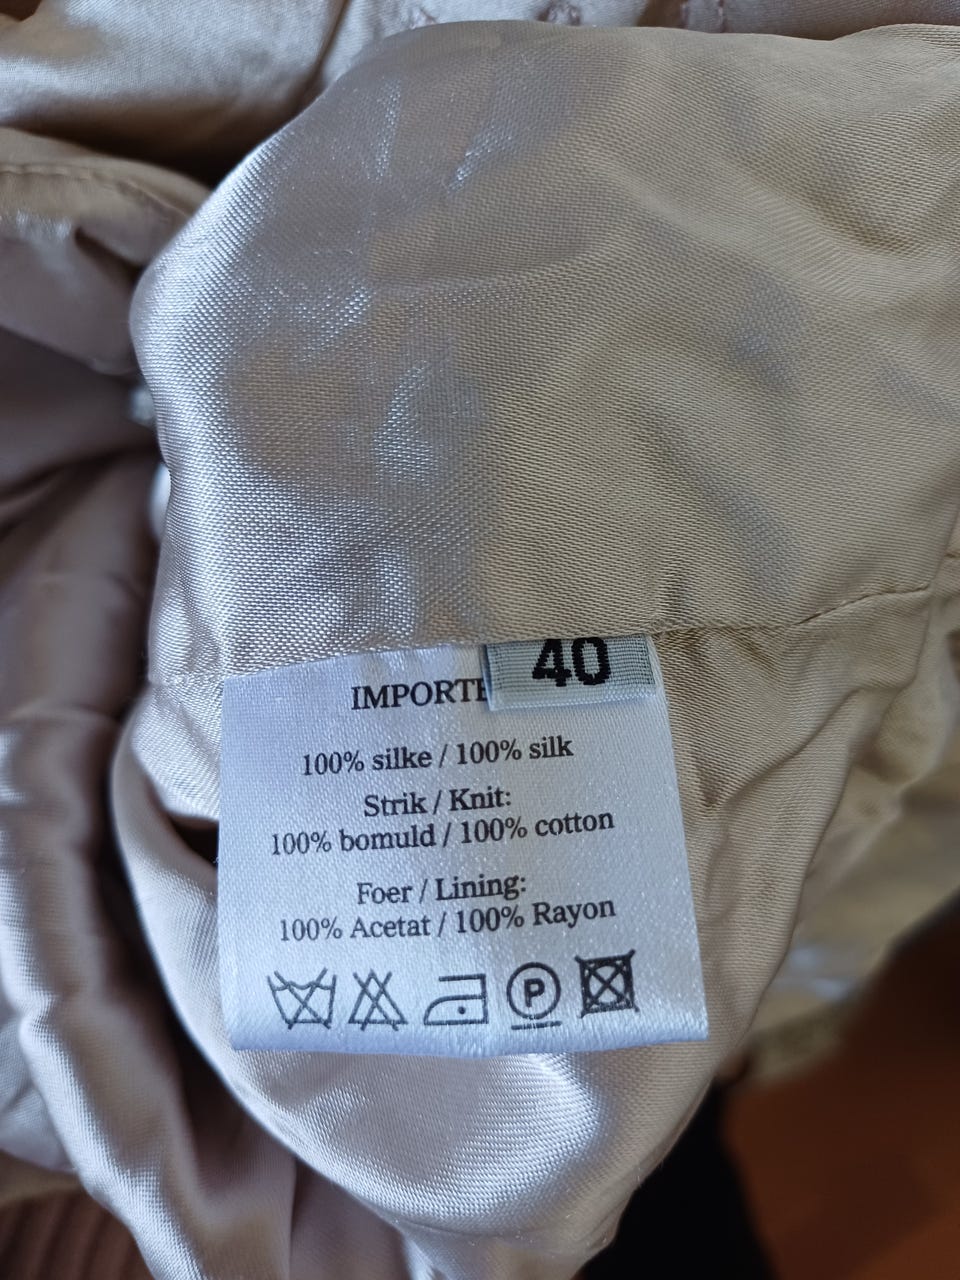 40
IMPORTE
100% silke / 100% silk
Strik / Knit:
100% bomuld / 100% cotton
Foer / Lining:
100% Acetat / 100% Rayon
P